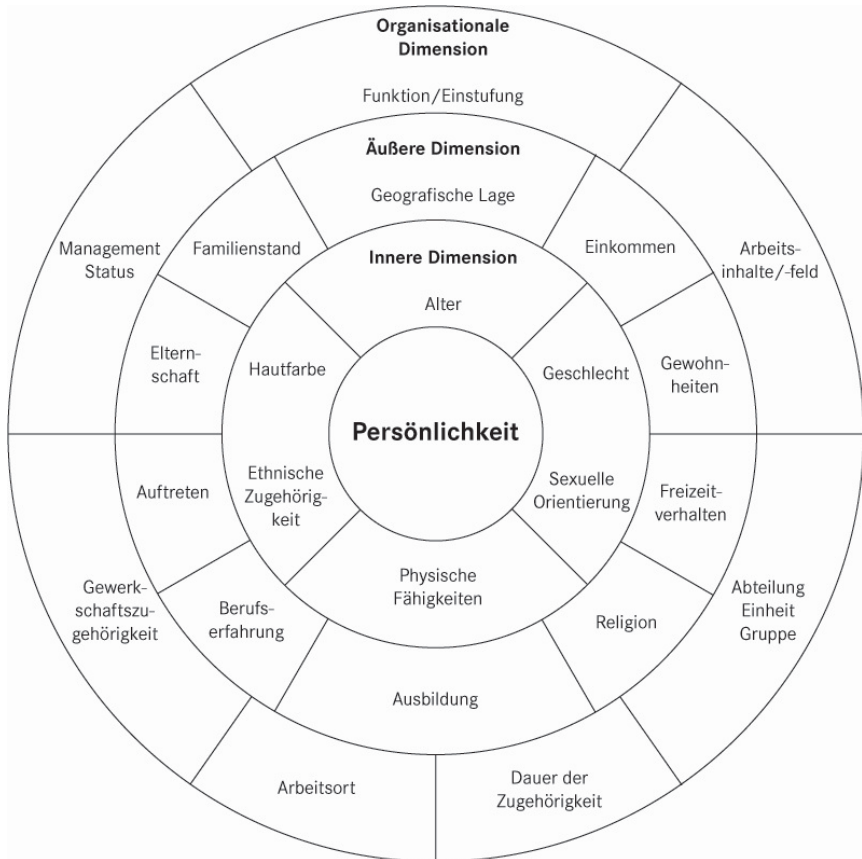 Organisationale
Dimension
Funktion/Einstufung
Äußere Dimension
Geografische Lage
Management
Status
Familienstand
Innere Dimension
Alter
Einkommen
Arbeits-
inhalte/-feld
Eltern-
schaft
Hautfarbe
Geschlecht
Gewohn-
heiten
Persönlichkeit
Auftreten
Ethnische
Zugehörig-
keit
Sexuelle
Orientierung
Freizeit-
verhalten
Gewerk-
schaftszu-
gehörigkeit
Berufs-
erfahrung
Physische
Fähigkeiten
Religion
Abteilung
Einheit
Gruppe
Ausbildung
Arbeitsort
Dauer der
Zugehörigkeit